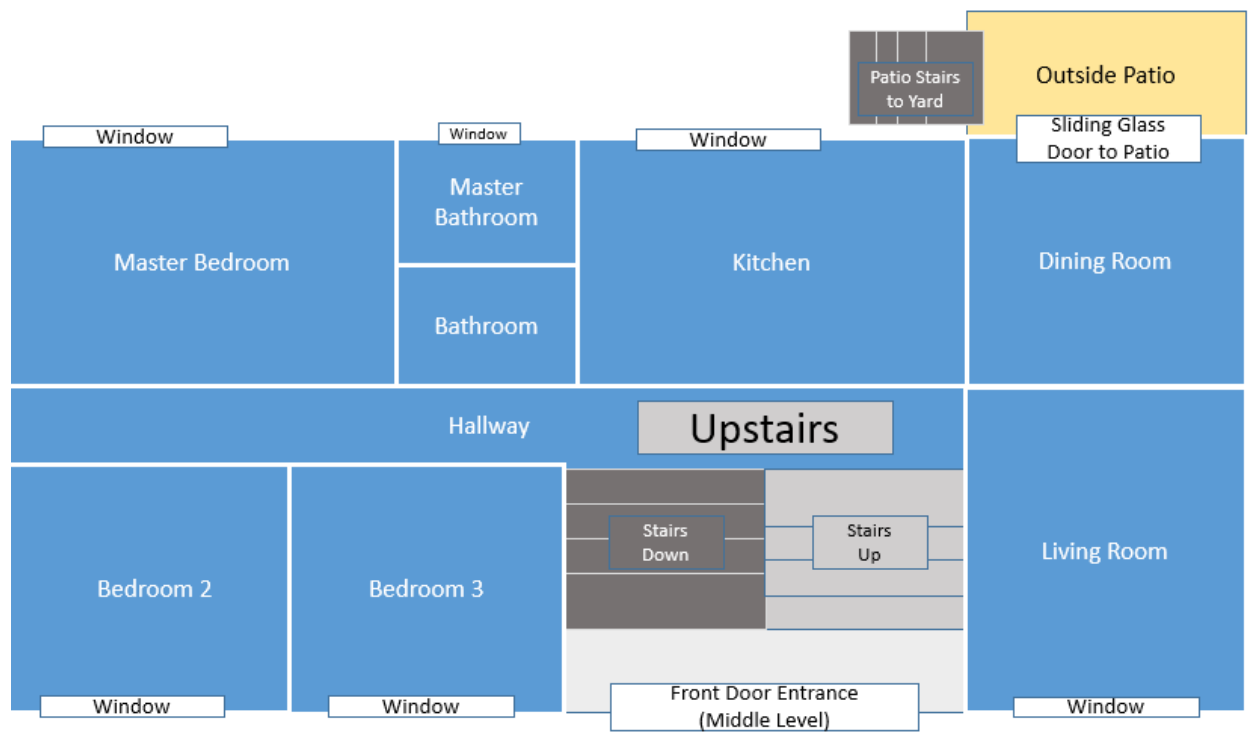 Patio Stairs
to Yard
Outside Patio
Window
Window
Window
Sliding Glass
Door to Patio
Master Bedroom
Master
Bathroom
Bathroom
Kitchen
Dining Room
Hallway
Upstairs
Bedroom 2
Bedroom 3
Stairs
Down
Stairs
Up
Living Room
Window
Window
Front Door Entrance
(Middle Level)
Window